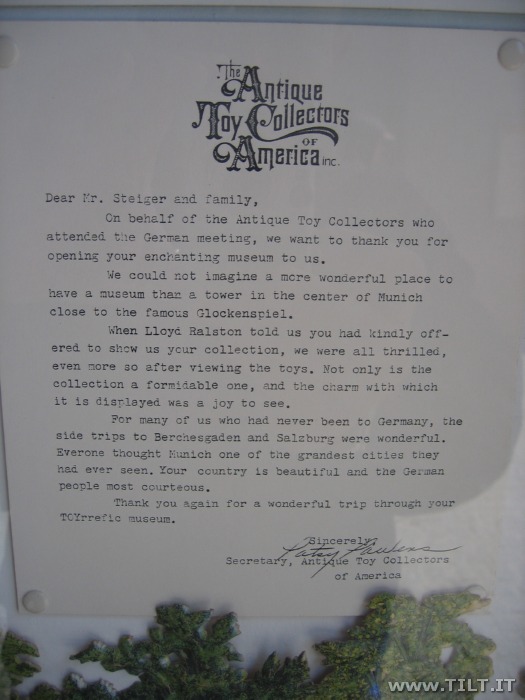 The Antique
Toy Collectors
OF
America inc.
Dear Mr. Steiger and family,
On behalf of the Antique Toy Collectors who
attended the German meeting, we want to thank you for
opening your enchanting museum to us.
We could not imagine a more wonderful place to
have a museum than a tower in the center of Munich
close to the famous Glockenspiel.
When Lloyd Ralston told us you had kindly off-
ered to show us your collection, we were all thrilled,
even more so after viewing the toys. Not only is the
collection a formidable one, and the charm with which
it is displayed was a joy to see.
For many of us who had never been to Germany, the
side trips to Berchesgaden and Salzburg were wonderful.
Everone thought Munich one of the grandest cities they
had ever seen. Your country is beautiful and the German
people most courteous.
Thank you again for a wonderful trip through your
TOYrrefic museum.
Sincerely,
Patsy
Secretary, Antique Toy Collectors
of America
www.TILT.IT